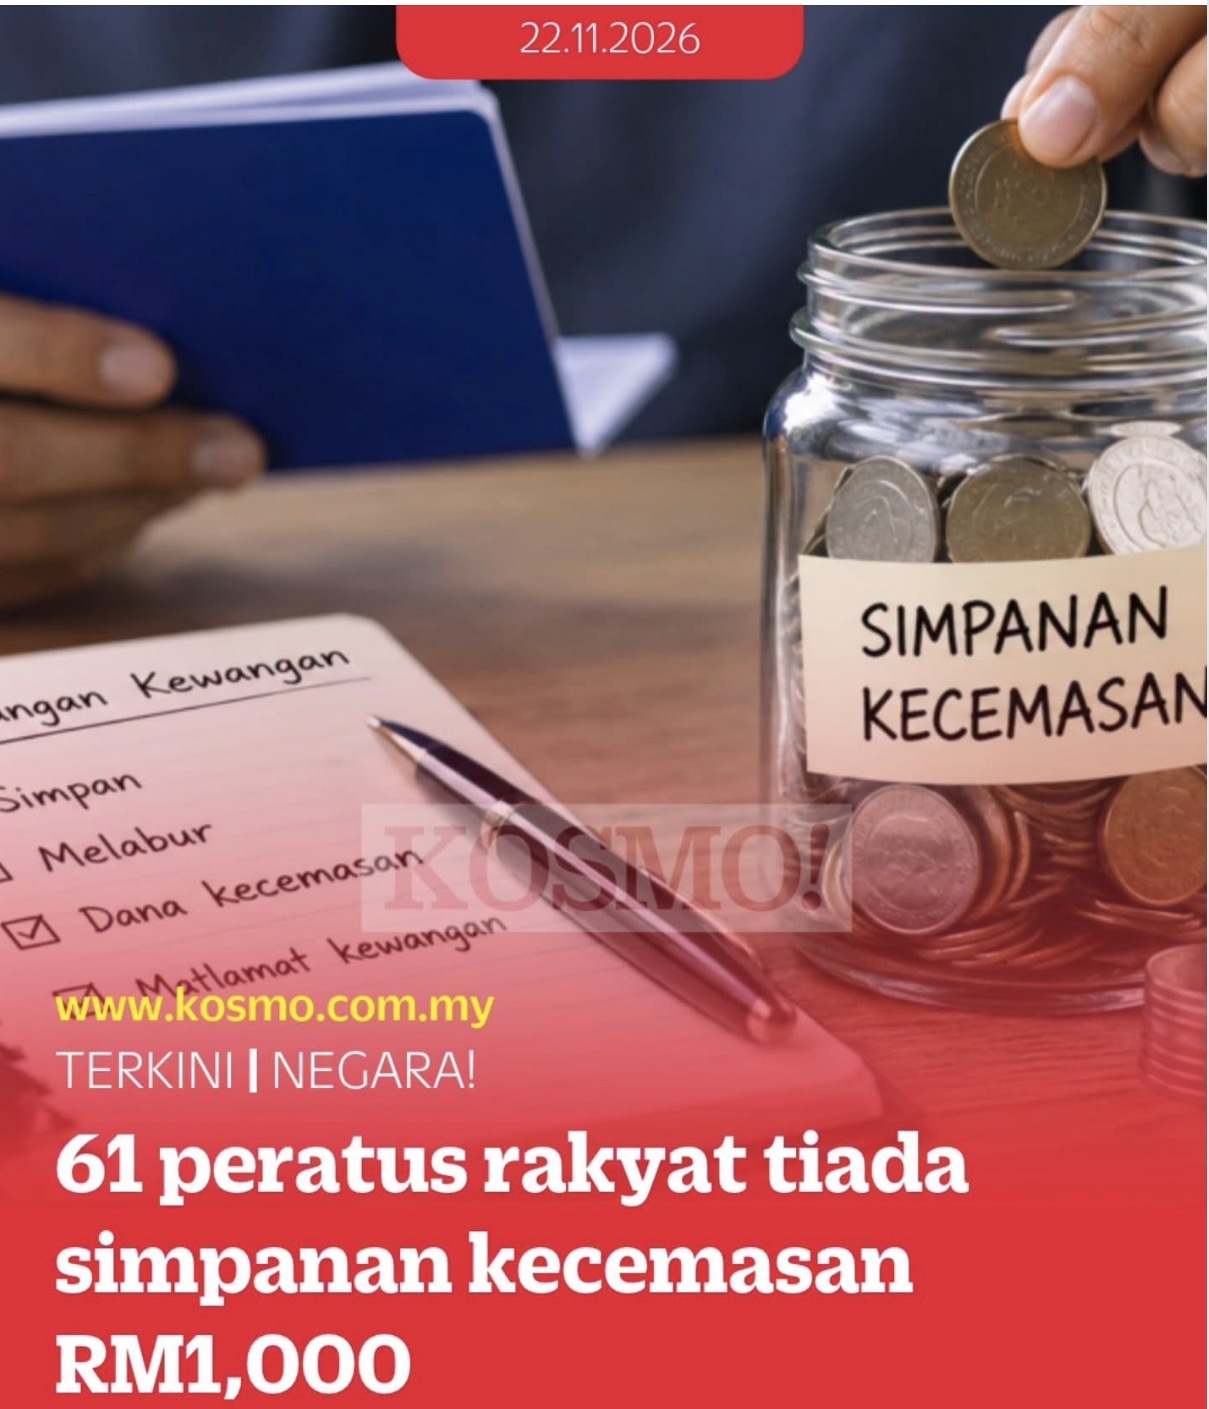 22.11.2026
SIMPANAN
KECEMASAN
Kewangan
Simpan
Melabur
Dana kecemasan
Matlamat kewangan
KOSMO!
www.kosmo.com.my
TERKINI | NEGARA!
61 peratus rakyat tiada
simpanan kecemasan
RM1,000